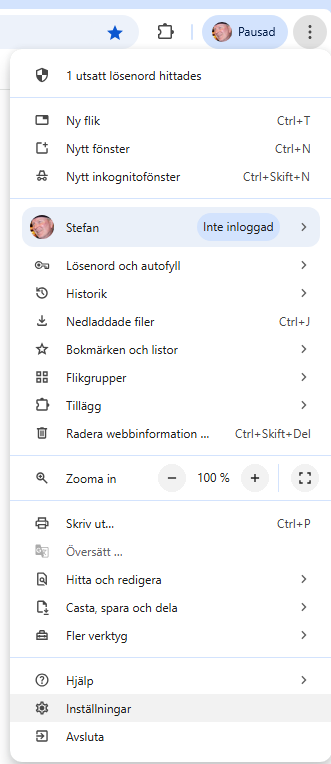 Pausad
1 utsatt lösenord hittades
Ny flik Ctrl+T
Nytt fönster Ctrl+N
Nytt inkognitofönster Ctrl+Skift+N
Stefan Inte inloggad
Lösenord och autofyll
Historik
Nedladdade filer Ctrl+J
Bokmärken och listor
Flikgrupper
Tillägg
Radera webbinformation ... Ctrl+Skift+Del
Zooma in − 100 % +
Skriv ut... Ctrl+P
Översätt ...
Hitta och redigera
Casta, spara och dela
Fler verktyg
Hjälp
Inställningar
Avsluta